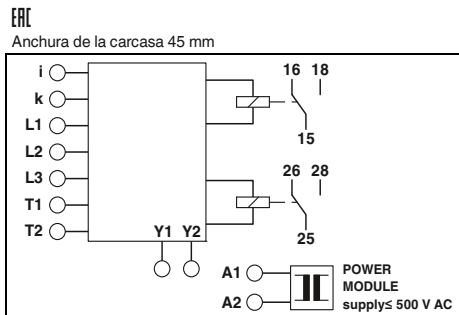 EAC
Anchura de la carcasa 45 mm
i
k
L1
L2
L3
T1
T2
Y1 Y2
16 18
15
26 28
25
A1
A2
POWER
MODULE
supply≤ 500 V AC